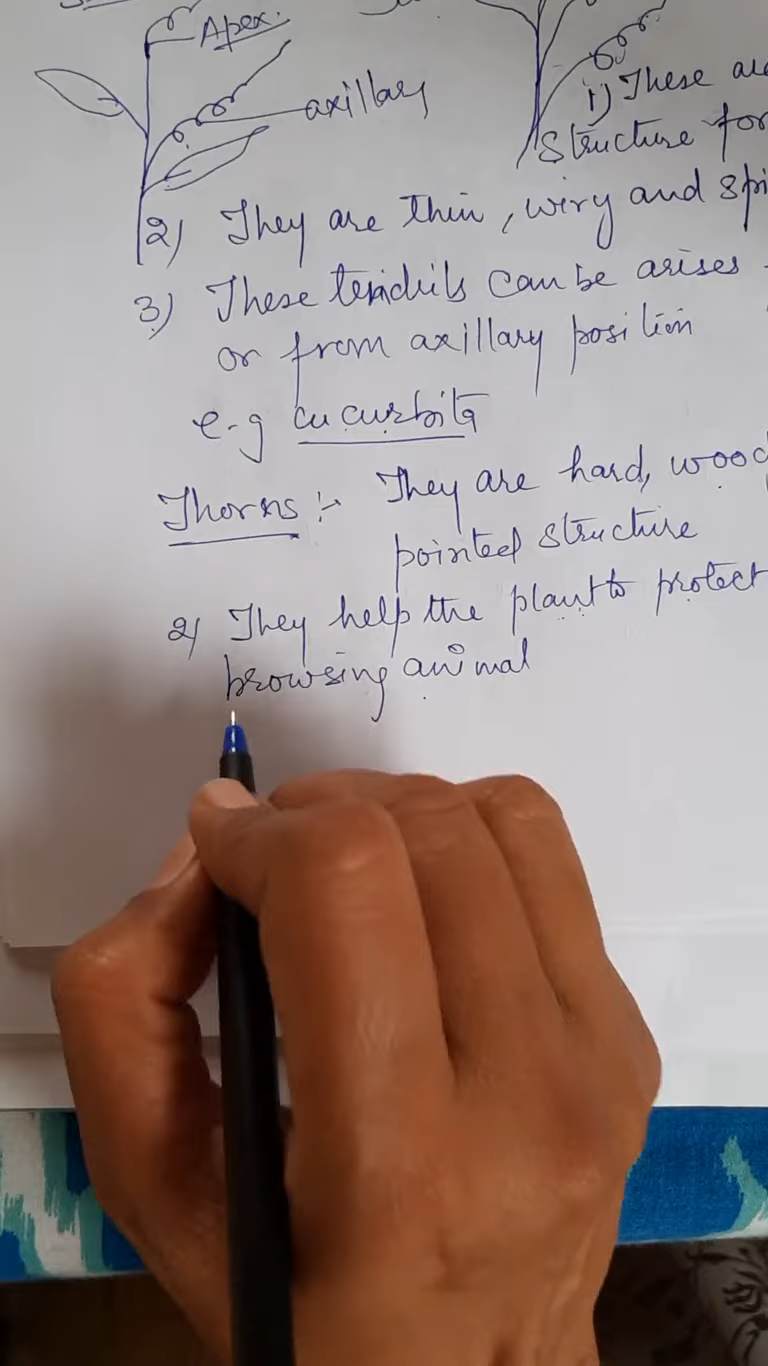 Apex.
axillary
1) These are
structure for
2) They are thin, wiry and spi
3) These tendrils can be arises
or from axillary position
e.g cucurbita
Thorns :- They are hard, wood
pointed structure
2) They help the plant to protect
browsing animal